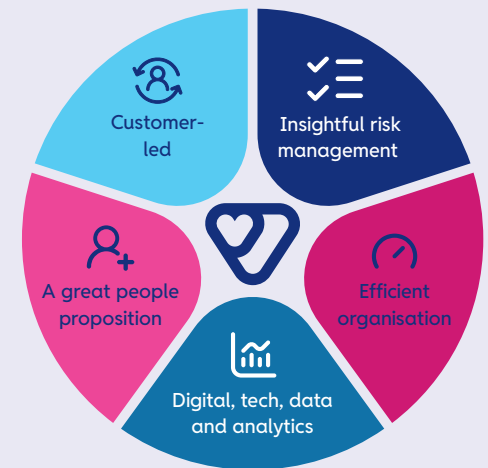 Customer-
led
Insightful risk
management
A great people
proposition
Efficient
organisation
Digital, tech, data
and analytics